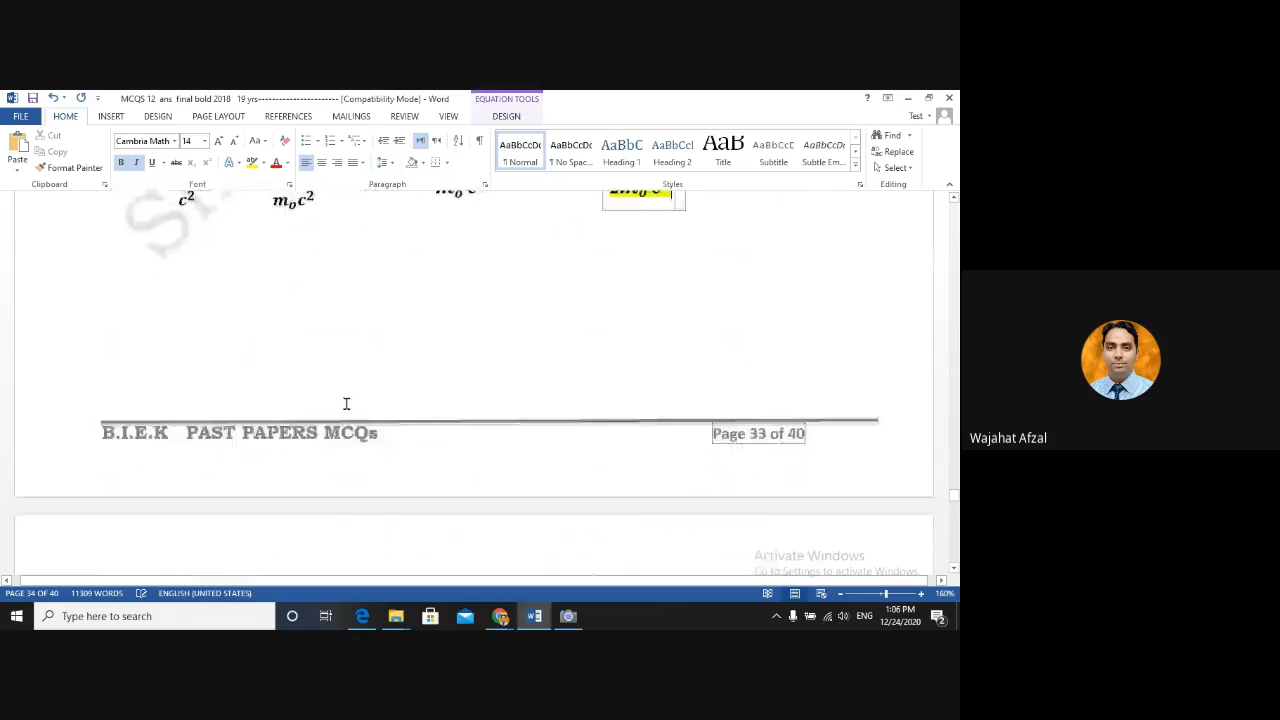 MCQS 12 ans final bold 2018 19 yrs----------------------- [Compatibility Mode] - Word
EQUATION TOOLS
FILE HOME INSERT DESIGN PAGE LAYOUT REFERENCES MAILINGS REVIEW VIEW DESIGN
Test
Paste
Cut
Copy
Format Painter
Clipboard
Cambria Math 14
Font
Paragraph
AaBbCcDc AaBbCcDc AaBbC AaBbCc AaB AaBbCcD AaBbCcDc
¶ Normal ¶ No Spac... Heading 1 Heading 2 Title Subtitle Subtle Em...
Styles
Find
Replace
Select
Editing
c² mₒc²
B.I.E.K PAST PAPERS MCQs
Page 33 of 40
Activate Windows
Go to Settings to activate Windows.
PAGE 34 OF 40 11309 WORDS ENGLISH (UNITED STATES)
160%
Type here to search
ENG
1:06 PM
12/24/2020
2
Wajahat Afzal